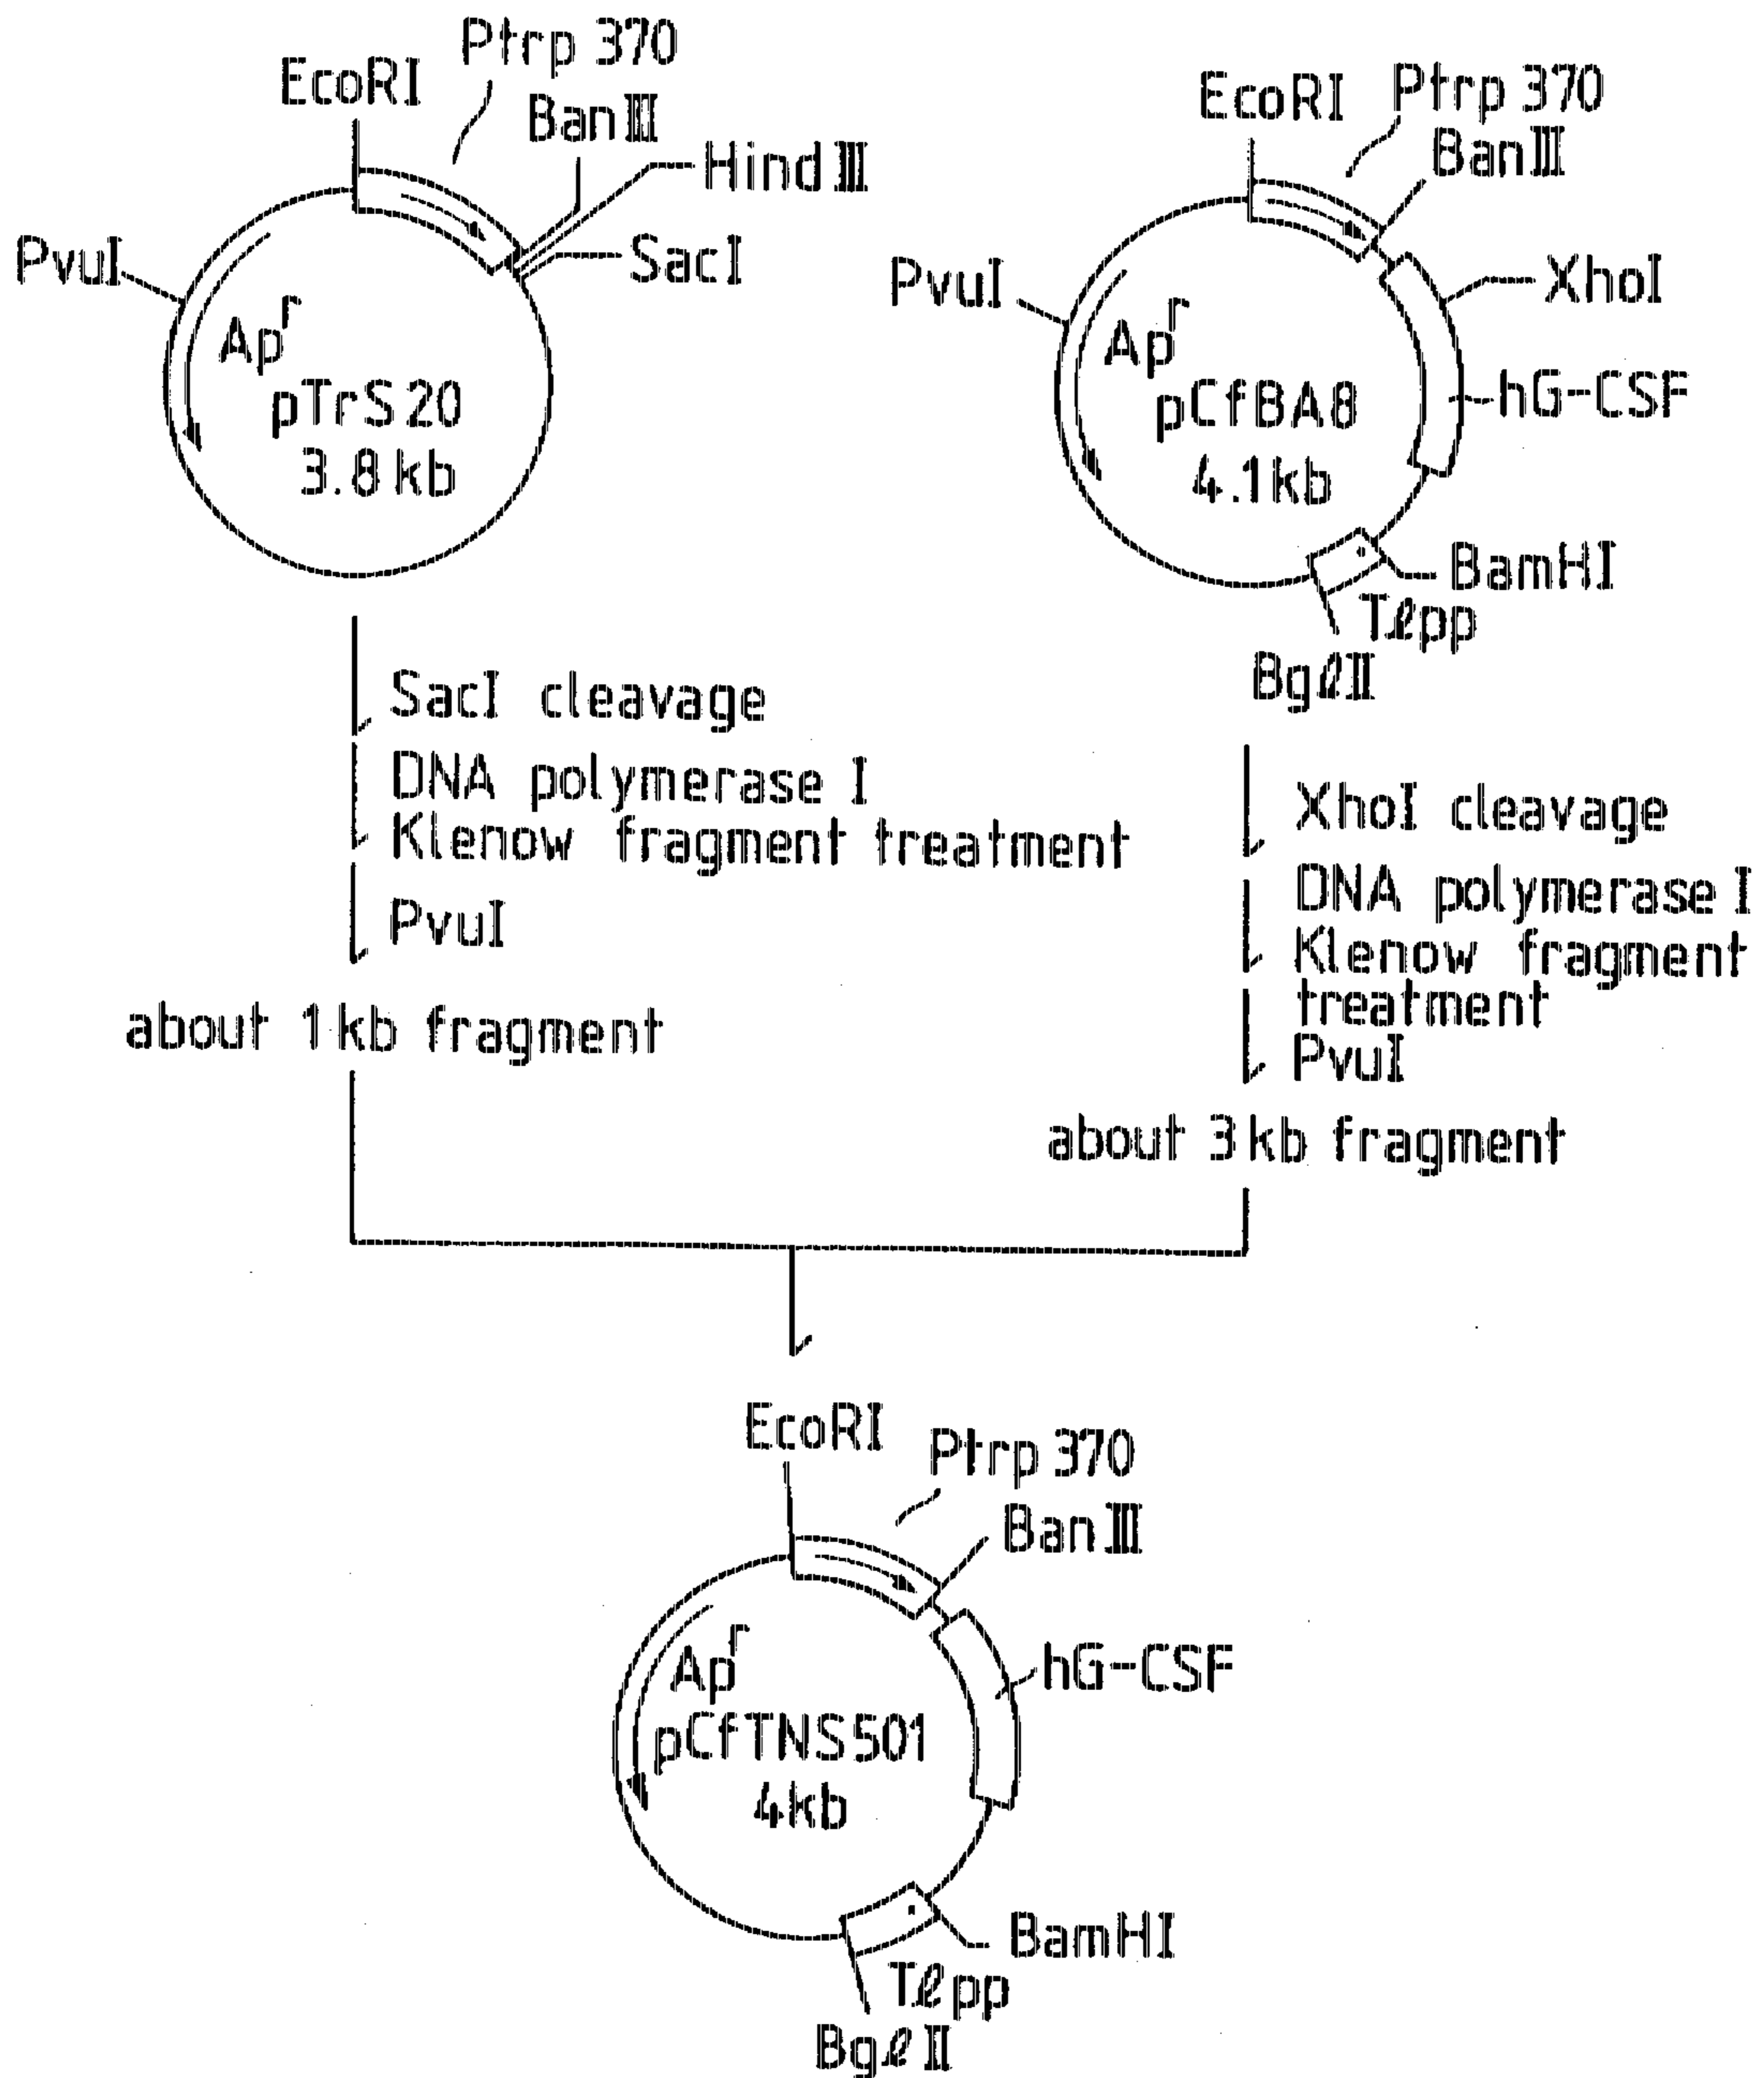 EcoRI
Ptrp 370
BanIII
HindIII
SacI
PvuI
Apʳ
pTrS20
3.8kb
EcoRI
Ptrp 370
BanIII
XhoI
PvuI
Apʳ
pCfBA8
4.1kb
hG-CSF
BamHI
Tℓpp
BgℓII
SacI cleavage
DNA polymerase I
Klenow fragment treatment
PvuI
about 1kb fragment
XhoI cleavage
DNA polymerase I
Klenow fragment
treatment
PvuI
about 3kb fragment
EcoRI
Ptrp 370
BanIII
Apʳ
hG-CSF
pCfTNS501
4kb
BamHI
Tℓpp
BgℓII